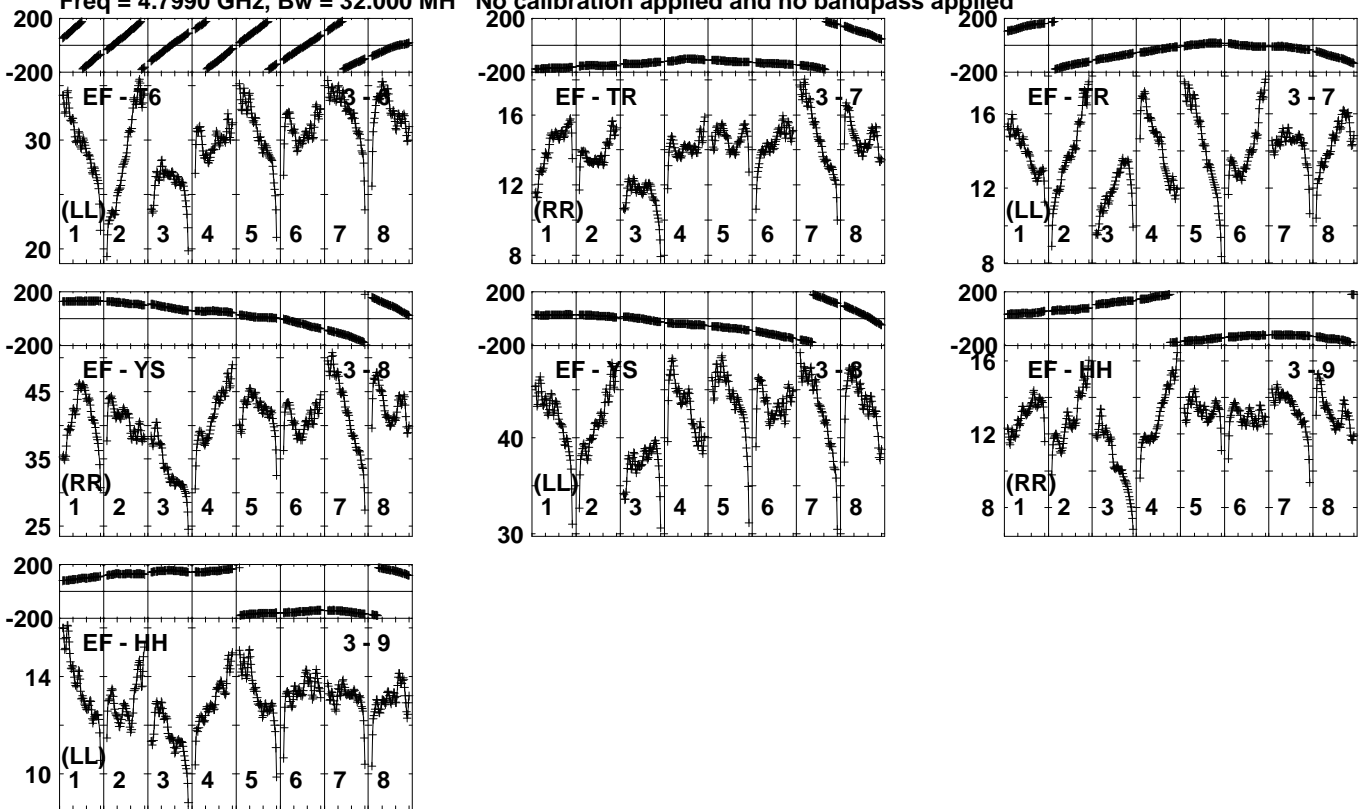 Freq = 4.7990 GHz, Bw = 32.000 MH No calibration applied and no bandpass applied
200
-200
EF - T6 3 - 6
30
(LL)
20
1 2 3 4 5 6 7 8
200
-200
EF - TR 3 - 7
16
12
(RR)
8
1 2 3 4 5 6 7 8
200
-200
EF - TR 3 - 7
16
12
(LL)
8
1 2 3 4 5 6 7 8
200
-200
EF - YS 3 - 8
45
35
(RR)
25
1 2 3 4 5 6 7 8
200
-200
EF - YS 3 - 8
40
(LL)
30
1 2 3 4 5 6 7 8
200
-200
16
EF - HH 3 - 9
12
(RR)
8
1 2 3 4 5 6 7 8
200
-200
EF - HH 3 - 9
14
(LL)
10
1 2 3 4 5 6 7 8